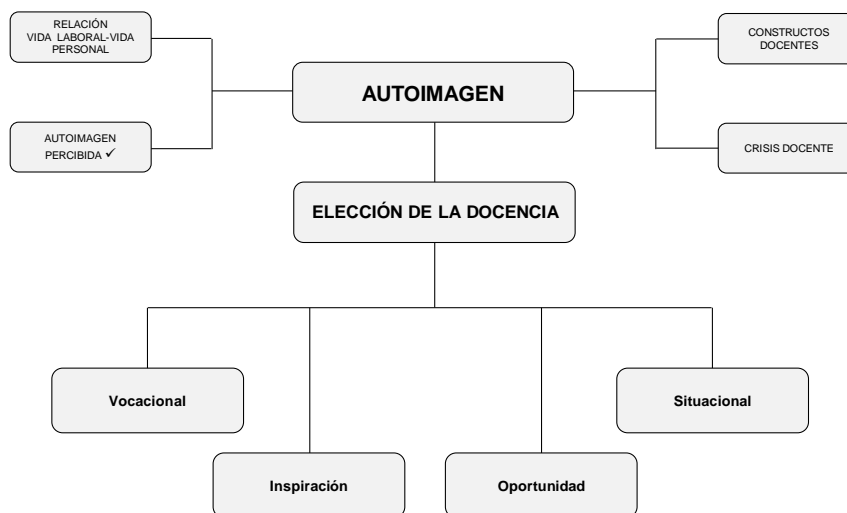 RELACIÓN
VIDA LABORAL-VIDA
PERSONAL
CONSTRUCTOS
DOCENTES
AUTOIMAGEN
AUTOIMAGEN
PERCIBIDA ✓
CRISIS DOCENTE
ELECCIÓN DE LA DOCENCIA
Vocacional
Situacional
Inspiración
Oportunidad